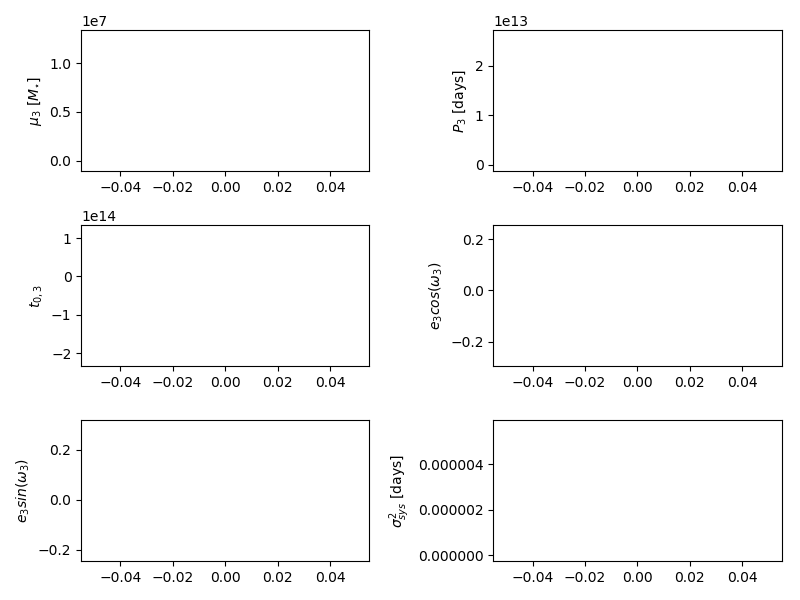 1e7
μ₃ [M⋆]
1.0
0.5
0.0
−0.04 −0.02 0.00 0.02 0.04
1e13
P₃ [days]
2
1
0
−0.04 −0.02 0.00 0.02 0.04
1e14
t₀,₃
1
0
−1
−2
−0.04 −0.02 0.00 0.02 0.04
e₃cos(ω₃)
0.2
0.0
−0.2
−0.04 −0.02 0.00 0.02 0.04
e₃sin(ω₃)
0.2
0.0
−0.2
−0.04 −0.02 0.00 0.02 0.04
σ²sys [days]
0.000004
0.000002
0.000000
−0.04 −0.02 0.00 0.02 0.04